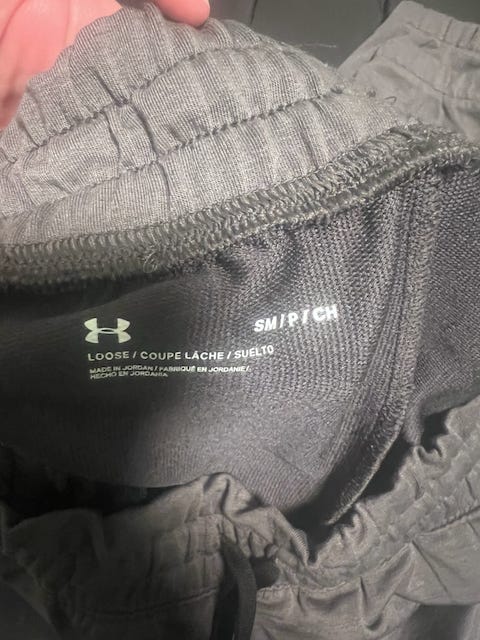 SM/P/CH
LOOSE / COUPE LÂCHE / SUELTO
MADE IN JORDAN / FABRIQUÉ EN JORDANIE /
HECHO EN JORDANIA